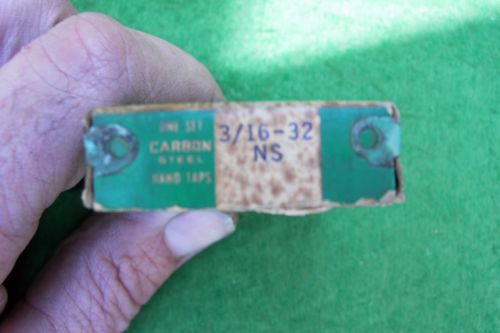 ONE SET
CARBON
STEEL
HAND TAPS
3/16-32
NS